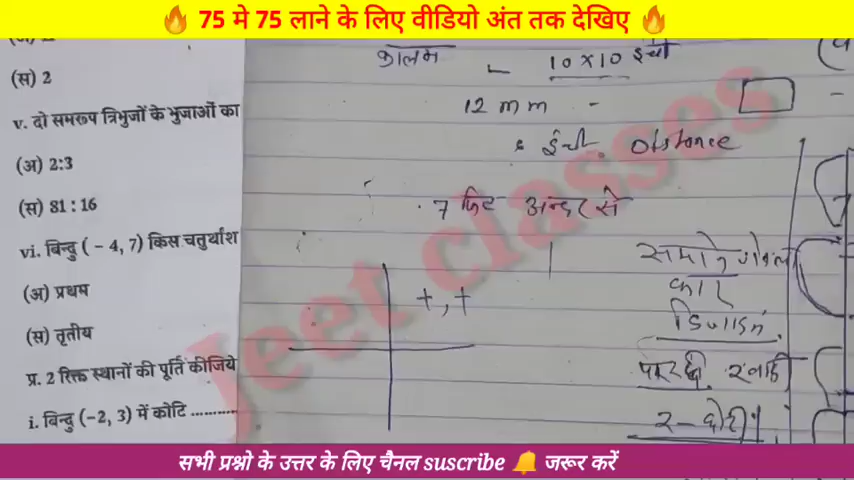 🔥 75 मे 75 लाने के लिए वीडियो अंत तक देखिए 🔥
(स) 2
v. दो समरूप त्रिभुजों के भुजाओं का
(अ) 2:3
(स) 81 : 16
vi. बिन्दु ( – 4, 7) किस चतुर्थांश
(अ) प्रथम
(स) तृतीय
प्र. 2 रिक्त स्थानों की पूर्ति कीजिये
i. बिन्दु (–2, 3) में कोटि ...........
कालम - 10 x 10 इंची
12 mm -
इंची. Distance
7 फिट अन्दर से
+, +
कार
डिजाइन.
Jeet classes
सभी प्रश्नो के उत्तर के लिए चैनल suscribe 🔔 जरूर करें